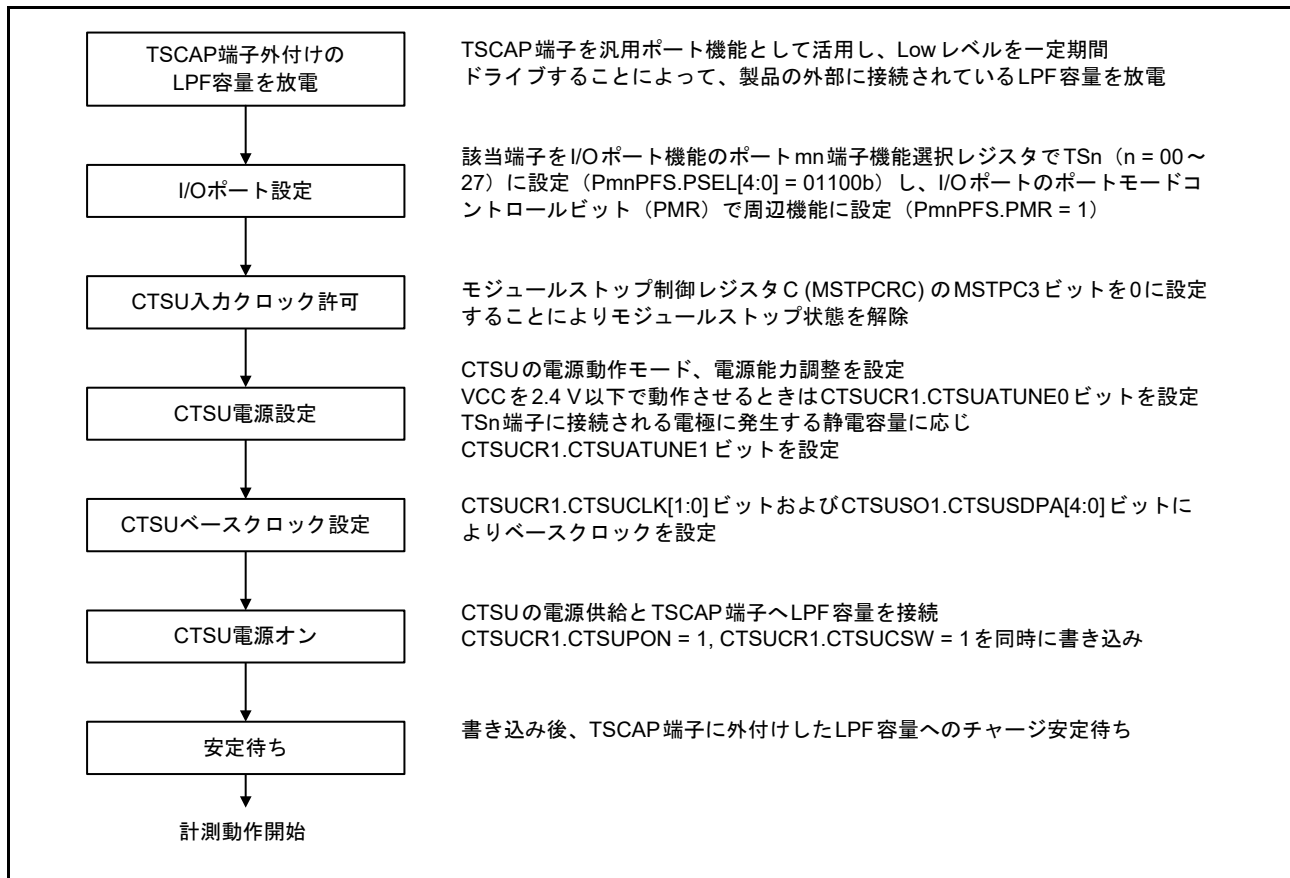 TSCAP端子外付けの
LPF容量を放電
TSCAP端子を汎用ポート機能として活用し、Lowレベルを一定期間
ドライブすることによって、製品の外部に接続されているLPF容量を放電
I/Oポート設定
該当端子をI/Oポート機能のポートmn端子機能選択レジスタでTSn（n = 00～
27）に設定（PmnPFS.PSEL[4:0] = 01100b）し、I/Oポートのポートモードコ
ントロールビット（PMR）で周辺機能に設定（PmnPFS.PMR = 1）
CTSU入力クロック許可
モジュールストップ制御レジスタC (MSTPCRC) のMSTPC3ビットを0に設定
することによりモジュールストップ状態を解除
CTSU電源設定
CTSUの電源動作モード、電源能力調整を設定
VCCを2.4 V以下で動作させるときはCTSUCR1.CTSUATUNE0ビットを設定
TSn端子に接続される電極に発生する静電容量に応じ
CTSUCR1.CTSUATUNE1ビットを設定
CTSUベースクロック設定
CTSUCR1.CTSUCLK[1:0]ビットおよびCTSUSO1.CTSUSDPA[4:0]ビットに
よりベースクロックを設定
CTSU電源オン
CTSUの電源供給とTSCAP端子へLPF容量を接続
CTSUCR1.CTSUPON = 1, CTSUCR1.CTSUCSW = 1を同時に書き込み
安定待ち
書き込み後、TSCAP端子に外付けしたLPF容量へのチャージ安定待ち
計測動作開始